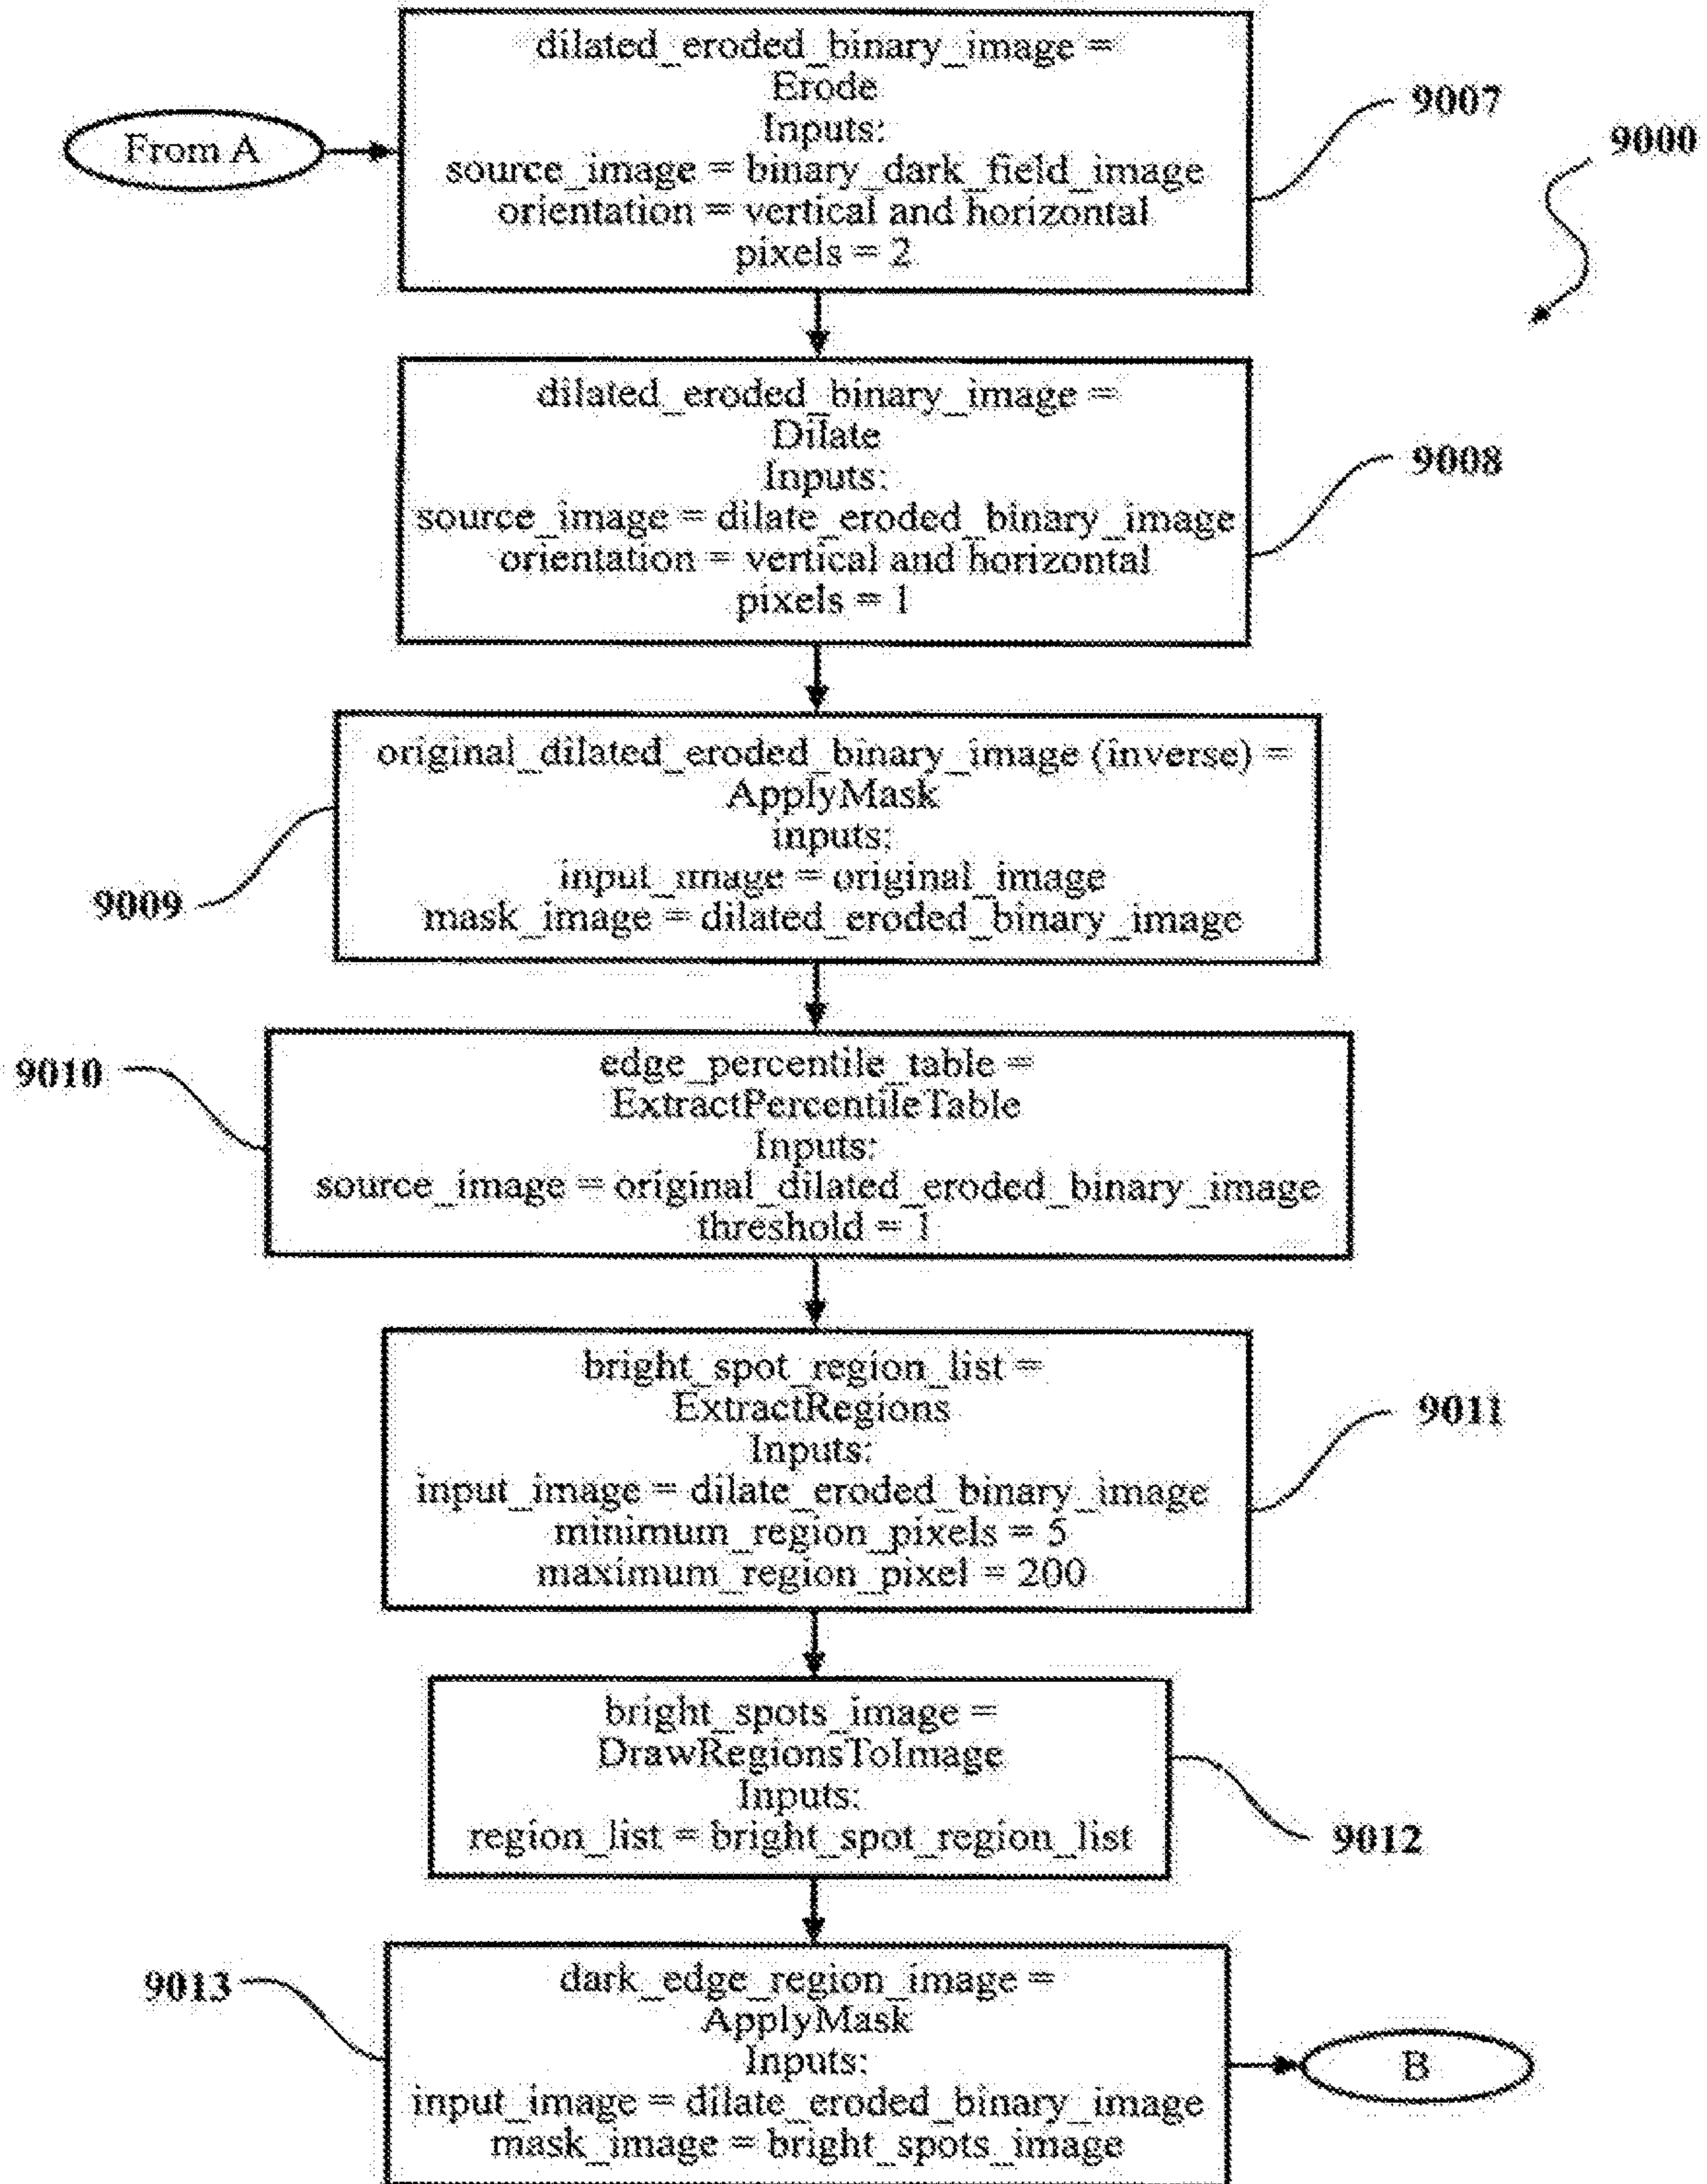 dilated_eroded_binary_image =
Erode
Inputs:
source_image = binary_dark_field_image
orientation = vertical and horizontal
pixels = 2
From A
9007
9000
dilated_eroded_binary_image =
Dilate
Inputs:
source_image = dilate_eroded_binary_image
orientation = vertical and horizontal
pixels = 1
9008
original_dilated_eroded_binary_image (inverse) =
ApplyMask
inputs:
input_image = original_image
mask_image = dilated_eroded_binary_image
9009
edge_percentile_table =
ExtractPercentileTable
Inputs:
source_image = original_dilated_eroded_binary_image
threshold = 1
9010
bright_spot_region_list =
ExtractRegions
Inputs:
input_image = dilate_eroded_binary_image
minimum_region_pixels = 5
maximum_region_pixel = 200
9011
bright_spots_image =
DrawRegionsToImage
Inputs:
region_list = bright_spot_region_list
9012
dark_edge_region_image =
ApplyMask
Inputs:
input_image = dilate_eroded_binary_image
mask_image = bright_spots_image
9013
B